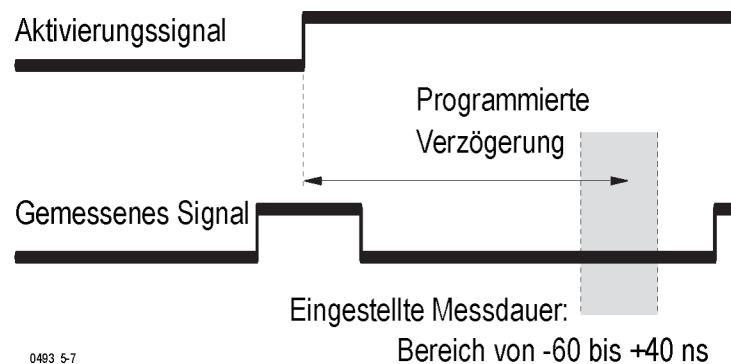 Aktivierungssignal
Programmierte
Verzögerung
Gemessenes Signal
Eingestellte Messdauer:
Bereich von -60 bis +40 ns
0493 5-7